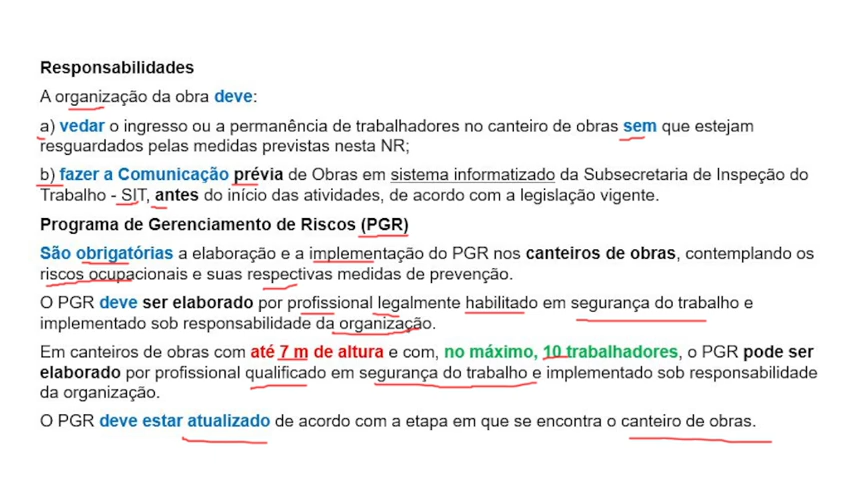 Responsabilidades
A organização da obra deve:
a) vedar o ingresso ou a permanência de trabalhadores no canteiro de obras sem que estejam
resguardados pelas medidas previstas nesta NR;
b) fazer a Comunicação prévia de Obras em sistema informatizado da Subsecretaria de Inspeção do
Trabalho - SIT, antes do início das atividades, de acordo com a legislação vigente.
Programa de Gerenciamento de Riscos (PGR)
São obrigatórias a elaboração e a implementação do PGR nos canteiros de obras, contemplando os
riscos ocupacionais e suas respectivas medidas de prevenção.
O PGR deve ser elaborado por profissional legalmente habilitado em segurança do trabalho e
implementado sob responsabilidade da organização.
Em canteiros de obras com até 7 m de altura e com, no máximo, 10 trabalhadores, o PGR pode ser
elaborado por profissional qualificado em segurança do trabalho e implementado sob responsabilidade
da organização.
O PGR deve estar atualizado de acordo com a etapa em que se encontra o canteiro de obras.